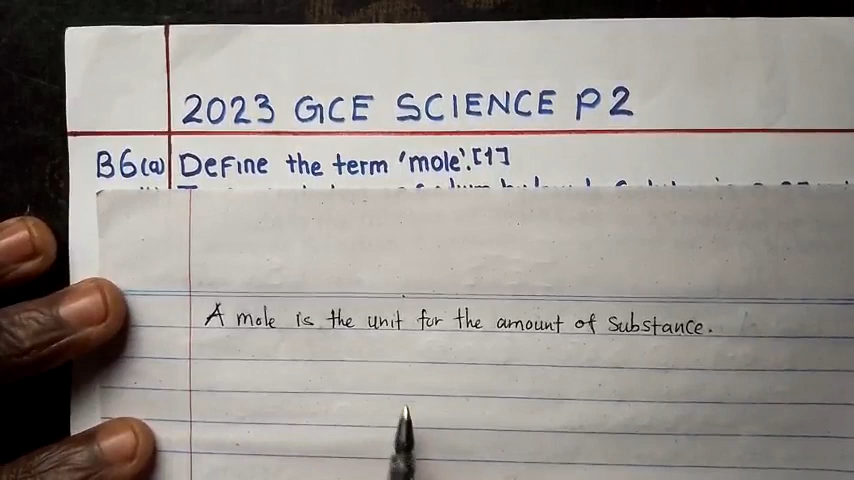 2023 GCE SCIENCE P2
B6(a) Define the term 'mole'. [1]
A mole is the unit for the amount of substance.